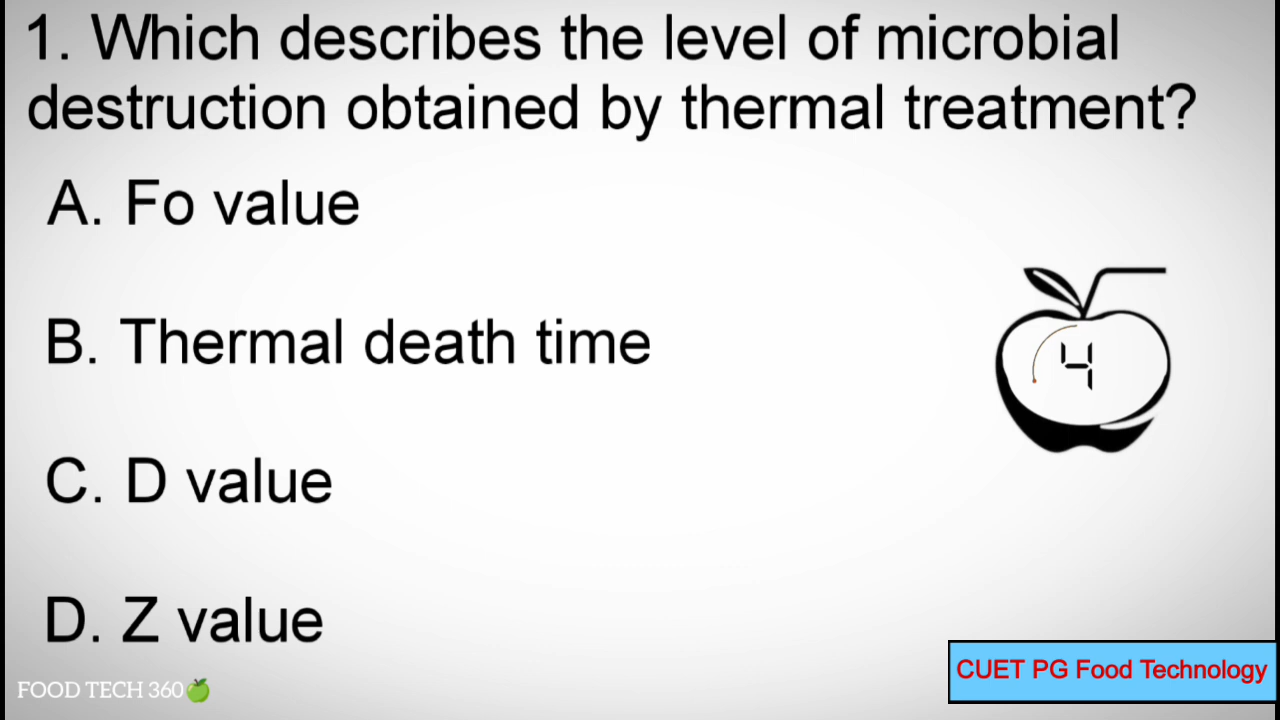 1. Which describes the level of microbial
destruction obtained by thermal treatment?
A. Fo value
B. Thermal death time
4
C. D value
D. Z value
CUET PG Food Technology
FOOD TECH 360